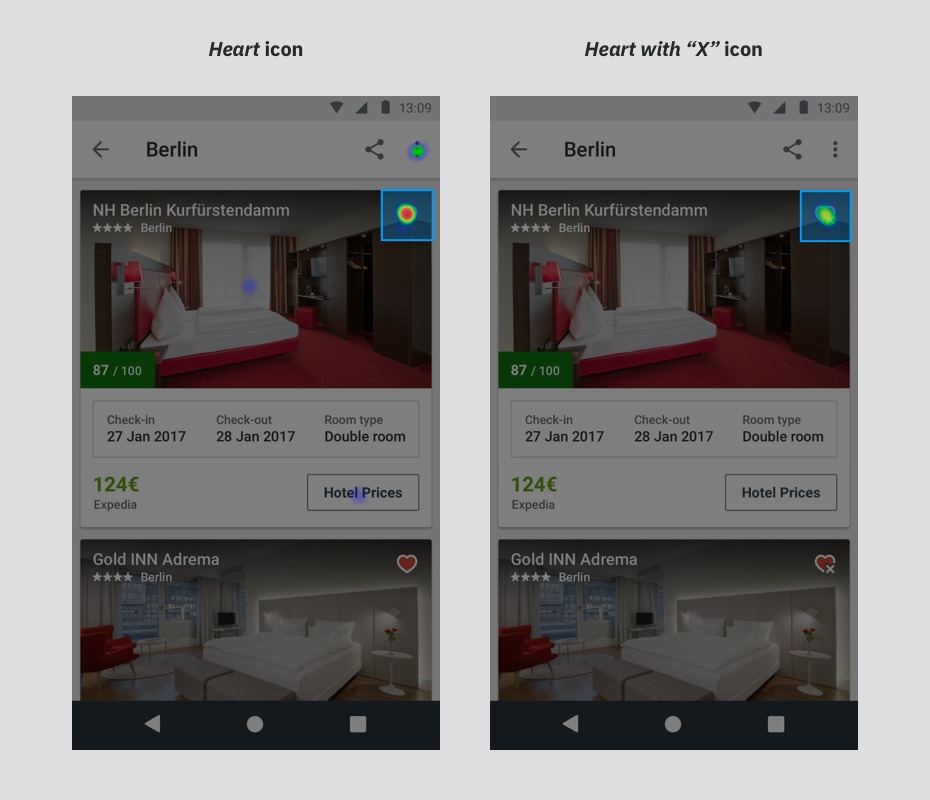 Heart icon
13:09
Berlin
NH Berlin Kurfürstendamm
Berlin
87 / 100
Check-in Check-out Room type
27 Jan 2017 28 Jan 2017 Double room
124€
Expedia
Hotel Prices
Gold INN Adrema
Berlin
Heart with “X” icon
13:09
Berlin
NH Berlin Kurfürstendamm
Berlin
87 / 100
Check-in Check-out Room type
27 Jan 2017 28 Jan 2017 Double room
124€
Expedia
Hotel Prices
Gold INN Adrema
Berlin